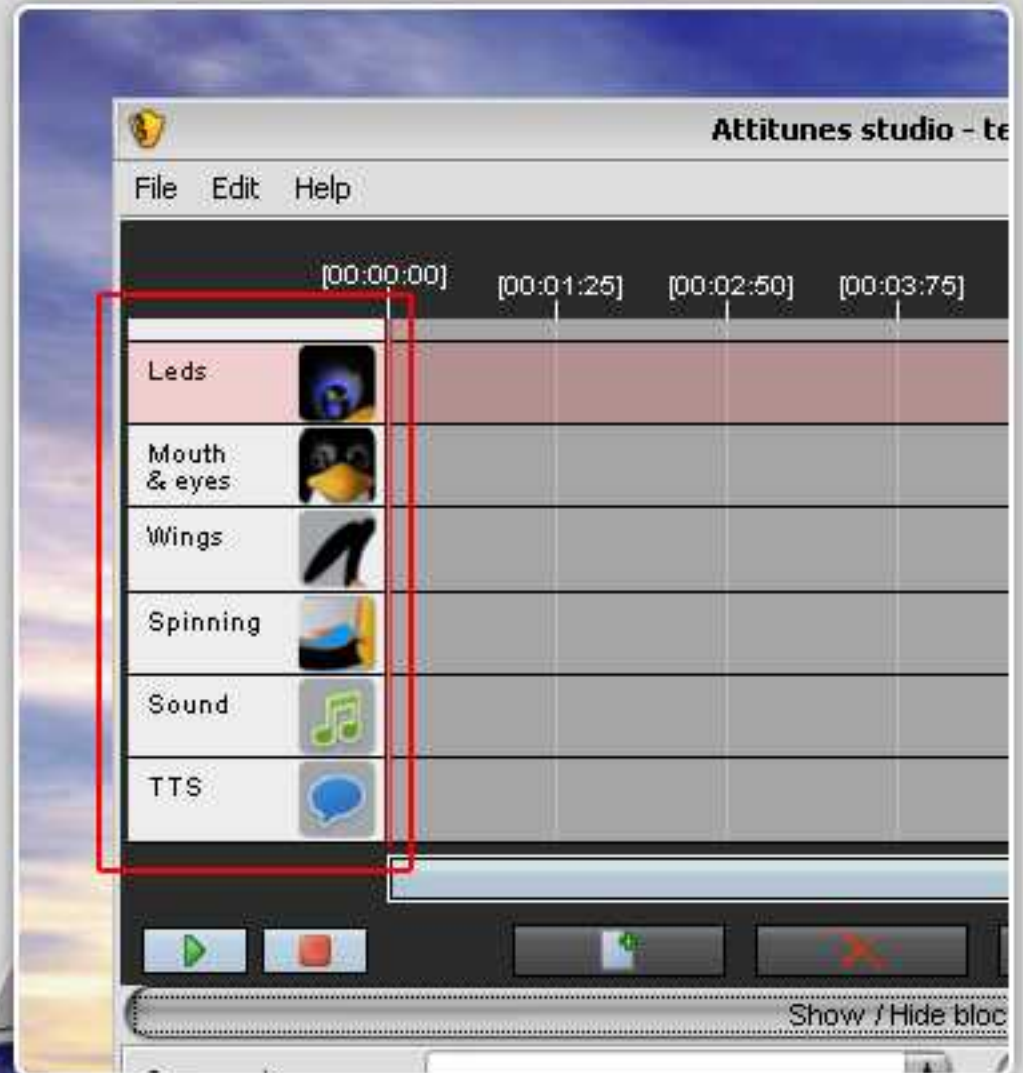 Attitunes studio - te
File Edit Help
[00:00:00] [00:01:25] [00:02:50] [00:03:75]
Leds
Mouth
& eyes
Wings
Spinning
Sound
TTS
Show / Hide bloc